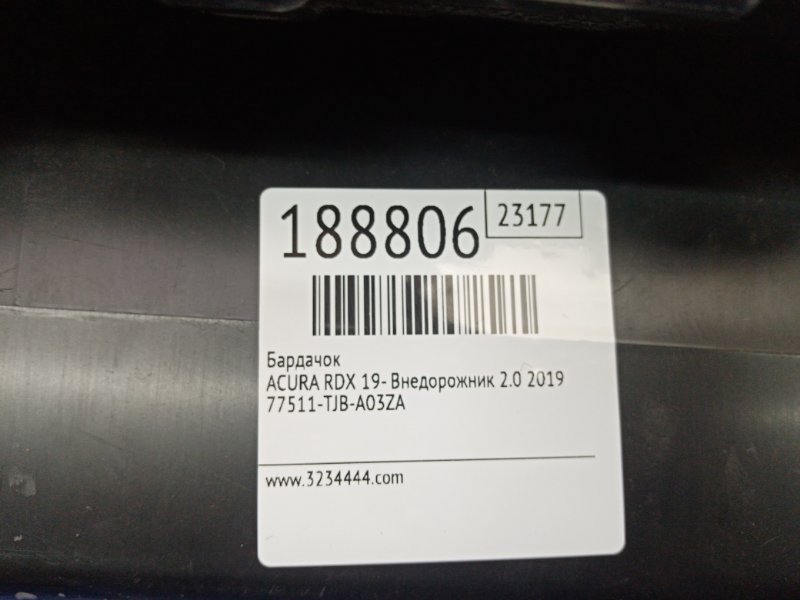 188806
23177
Бардачок
ACURA RDX 19- Внедорожник 2.0 2019
77511-TJB-A03ZA
www.3234444.com